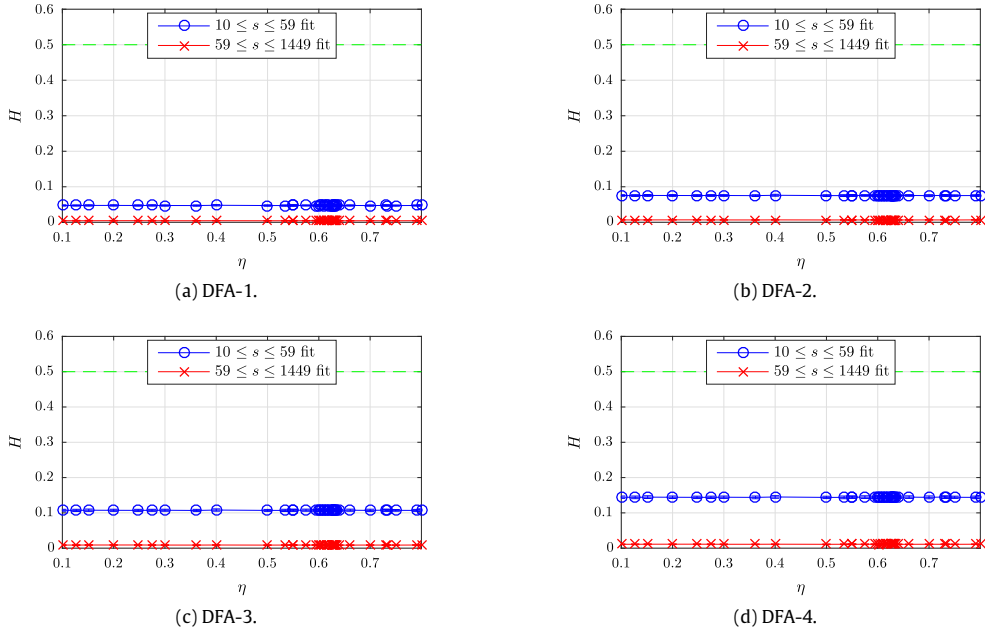 0.6
0.5
0.4
0.3
0.2
0.1
0
H
10 ≤ s ≤ 59 fit
59 ≤ s ≤ 1449 fit
0.1 0.2 0.3 0.4 0.5 0.6 0.7
η
(a) DFA-1.
0.6
0.5
0.4
0.3
0.2
0.1
0
H
10 ≤ s ≤ 59 fit
59 ≤ s ≤ 1449 fit
0.1 0.2 0.3 0.4 0.5 0.6 0.7
η
(b) DFA-2.
0.6
0.5
0.4
0.3
0.2
0.1
0
H
10 ≤ s ≤ 59 fit
59 ≤ s ≤ 1449 fit
0.1 0.2 0.3 0.4 0.5 0.6 0.7
η
(c) DFA-3.
0.6
0.5
0.4
0.3
0.2
0.1
0
H
10 ≤ s ≤ 59 fit
59 ≤ s ≤ 1449 fit
0.1 0.2 0.3 0.4 0.5 0.6 0.7
η
(d) DFA-4.